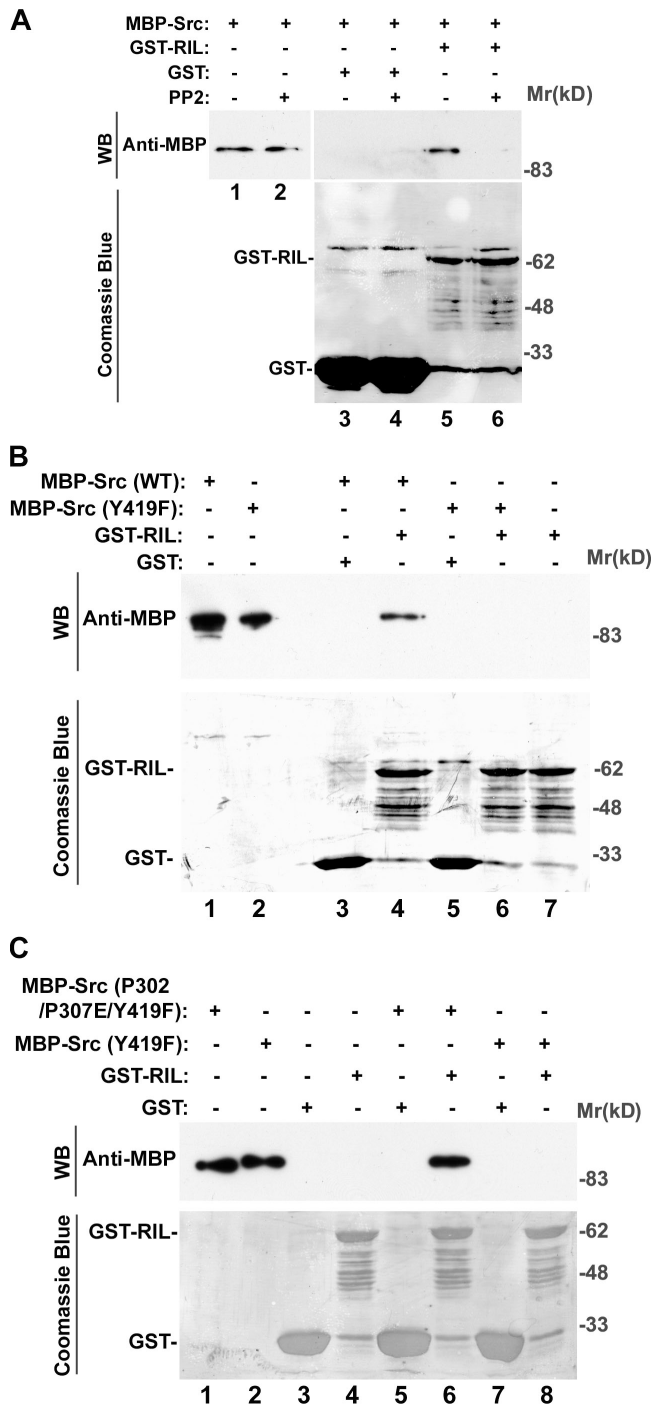 A
MBP-Src: + + + + + +
GST-RIL: - - - - + +
GST: - - + + - -
PP2: - + - + - +
Mr(kD)
WB
Anti-MBP
-83
1 2
Coomassie Blue
GST-RIL-
-62
-48
-33
GST-
3 4 5 6
B
MBP-Src (WT): + - + + - - -
MBP-Src (Y419F): - + - - + + -
GST-RIL: - - - + - + +
GST: - - + - + - -
Mr(kD)
WB
Anti-MBP
-83
Coomassie Blue
GST-RIL-
-62
-48
-33
GST-
1 2 3 4 5 6 7
C
MBP-Src (P302
/P307E/Y419F): + - - - + + - -
MBP-Src (Y419F): - + - - - - + +
GST-RIL: - - - + - + - +
GST: - - + - + - + -
Mr(kD)
WB
Anti-MBP
-83
Coomassie Blue
GST-RIL-
-62
-48
-33
GST-
1 2 3 4 5 6 7 8